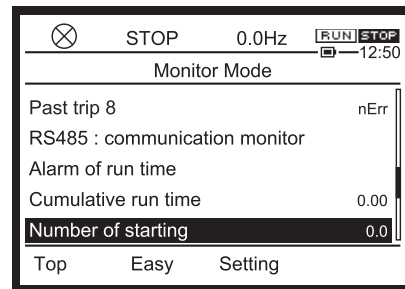 STOP 0.0Hz RUN STOP
12:50
Monitor Mode
Past trip 8 nErr
RS485 : communication monitor
Alarm of run time
Cumulative run time 0.00
Number of starting 0.0
Top Easy Setting